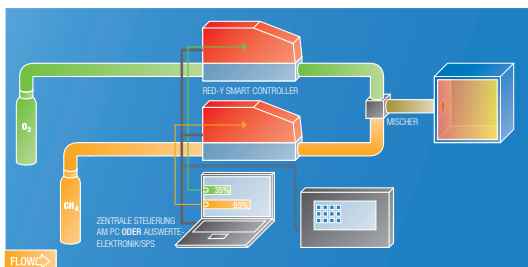 RED-Y SMART CONTROLLER
O₂
MISCHER
CH₄
35%
65%
ZENTRALE STEUERUNG
AM PC ODER AUSWERTE-
ELEKTRONIK/SPS
FLOW